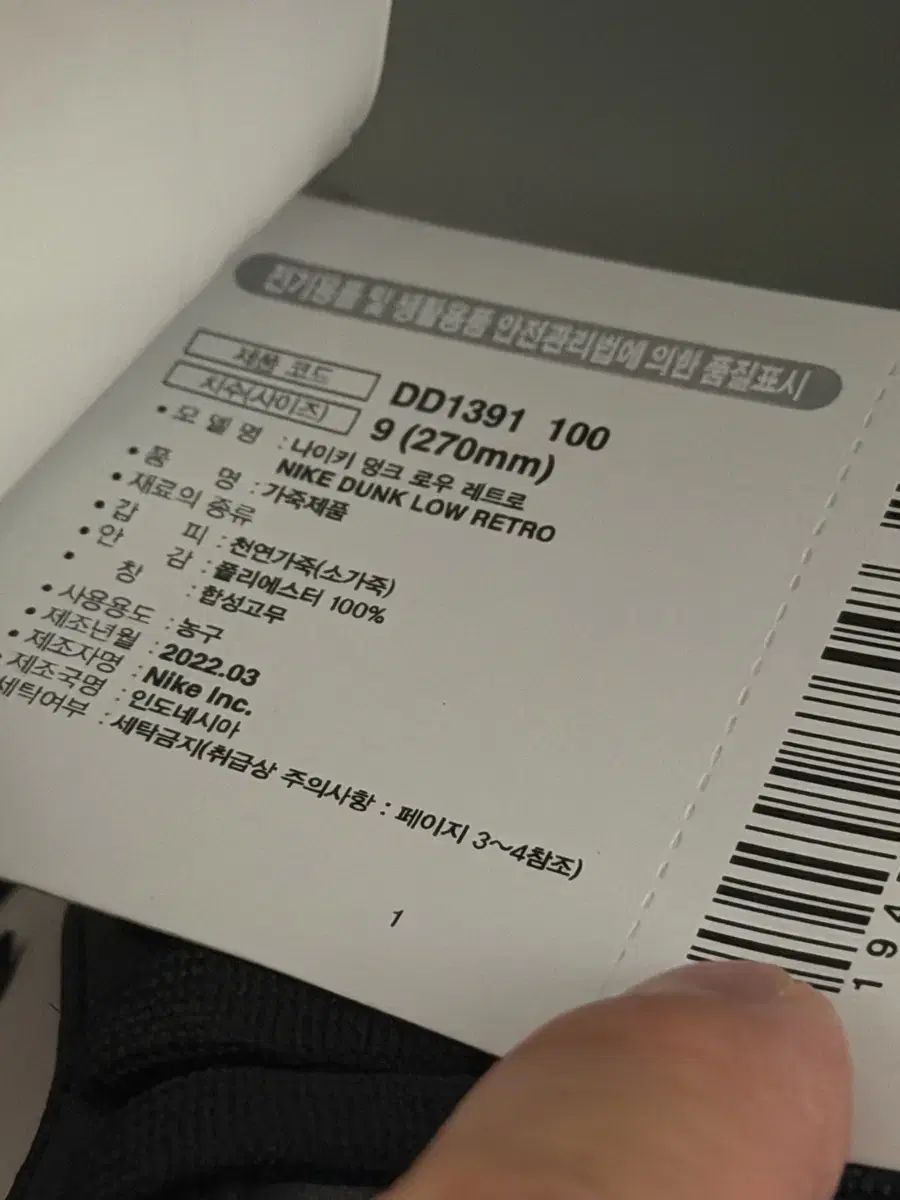 전기용품 및 생활용품 안전관리법에 의한 품질표시
제품 코드 DD1391 100
치수(사이즈) 9 (270mm)
• 모델명 : 나이키 덩크 로우 레트로
NIKE DUNK LOW RETRO
• 품명 : 가죽제품
• 재료의 종류
• 갑피 : 천연가죽(소가죽)
• 안감 : 폴리에스터 100%
• 창 : 합성고무
• 사용용도 : 농구
• 제조년월 : 2022.03
• 제조자명 : Nike Inc.
• 제조국명 : 인도네시아
세탁여부 : 세탁금지(취급상 주의사항 : 페이지 3~4참조)
1
194